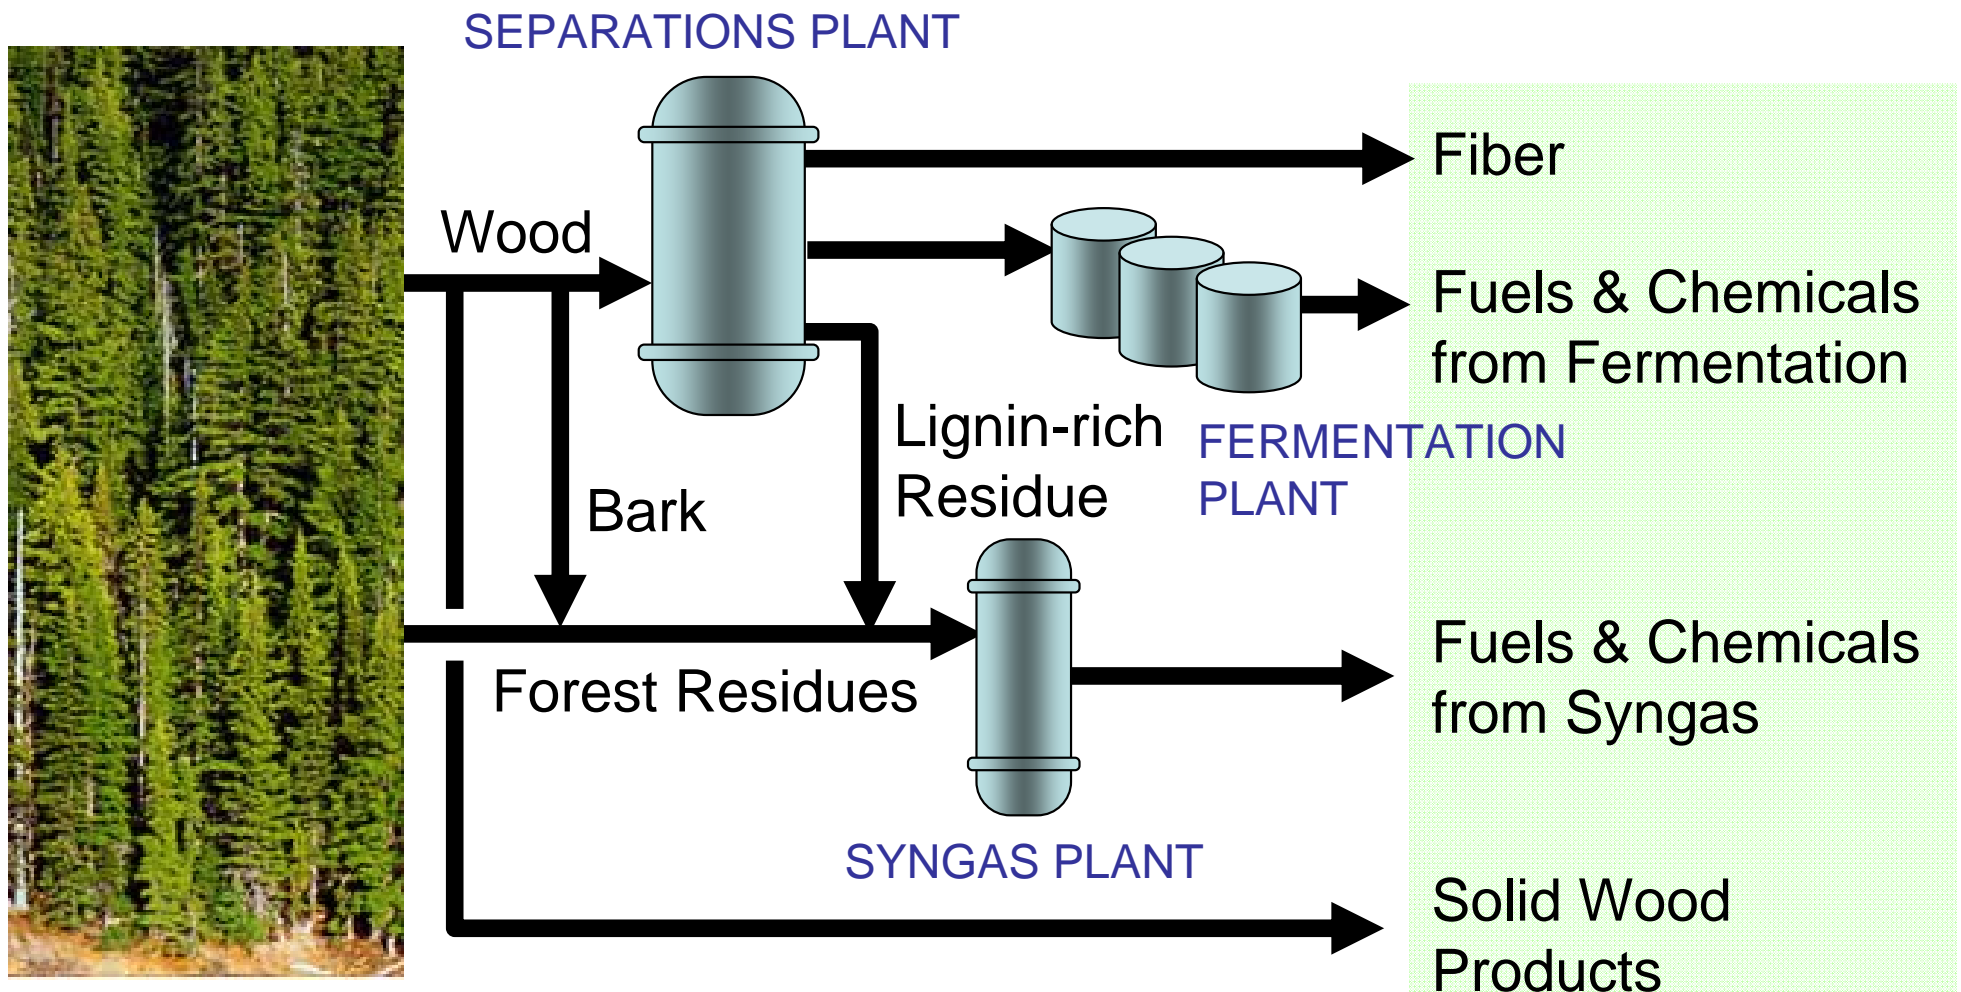 SEPARATIONS PLANT
Fiber
Wood
Fuels & Chemicals
from Fermentation
Lignin-rich
Residue
FERMENTATION
PLANT
Bark
Forest Residues
Fuels & Chemicals
from Syngas
SYNGAS PLANT
Solid Wood
Products